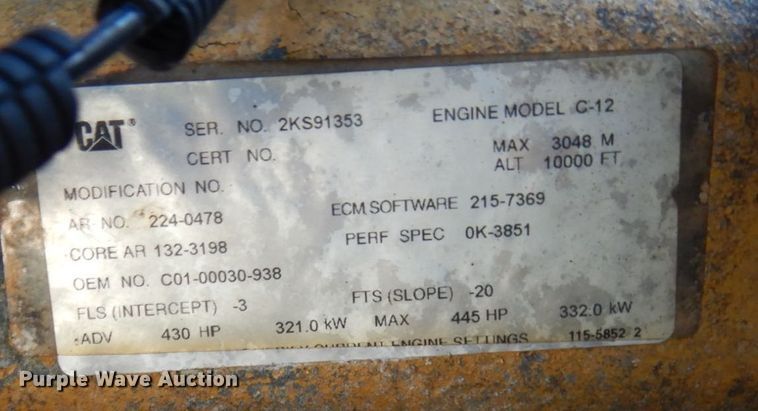 CAT® SER. NO. 2KS91353 ENGINE MODEL C-12
CERT NO. MAX 3048 M
ALT 10000 FT
MODIFICATION NO.
AR NO. 224-0478 ECM SOFTWARE 215-7369
CORE AR 132-3198 PERF SPEC 0K-3851
OEM NO. C01-00030-938
FLS (INTERCEPT) -3 FTS (SLOPE) -20
ADV 430 HP 321.0 kW MAX 445 HP 332.0 kW
CURRENT ENGINE SETTINGS 115-5852 2
Purple Wave Auction